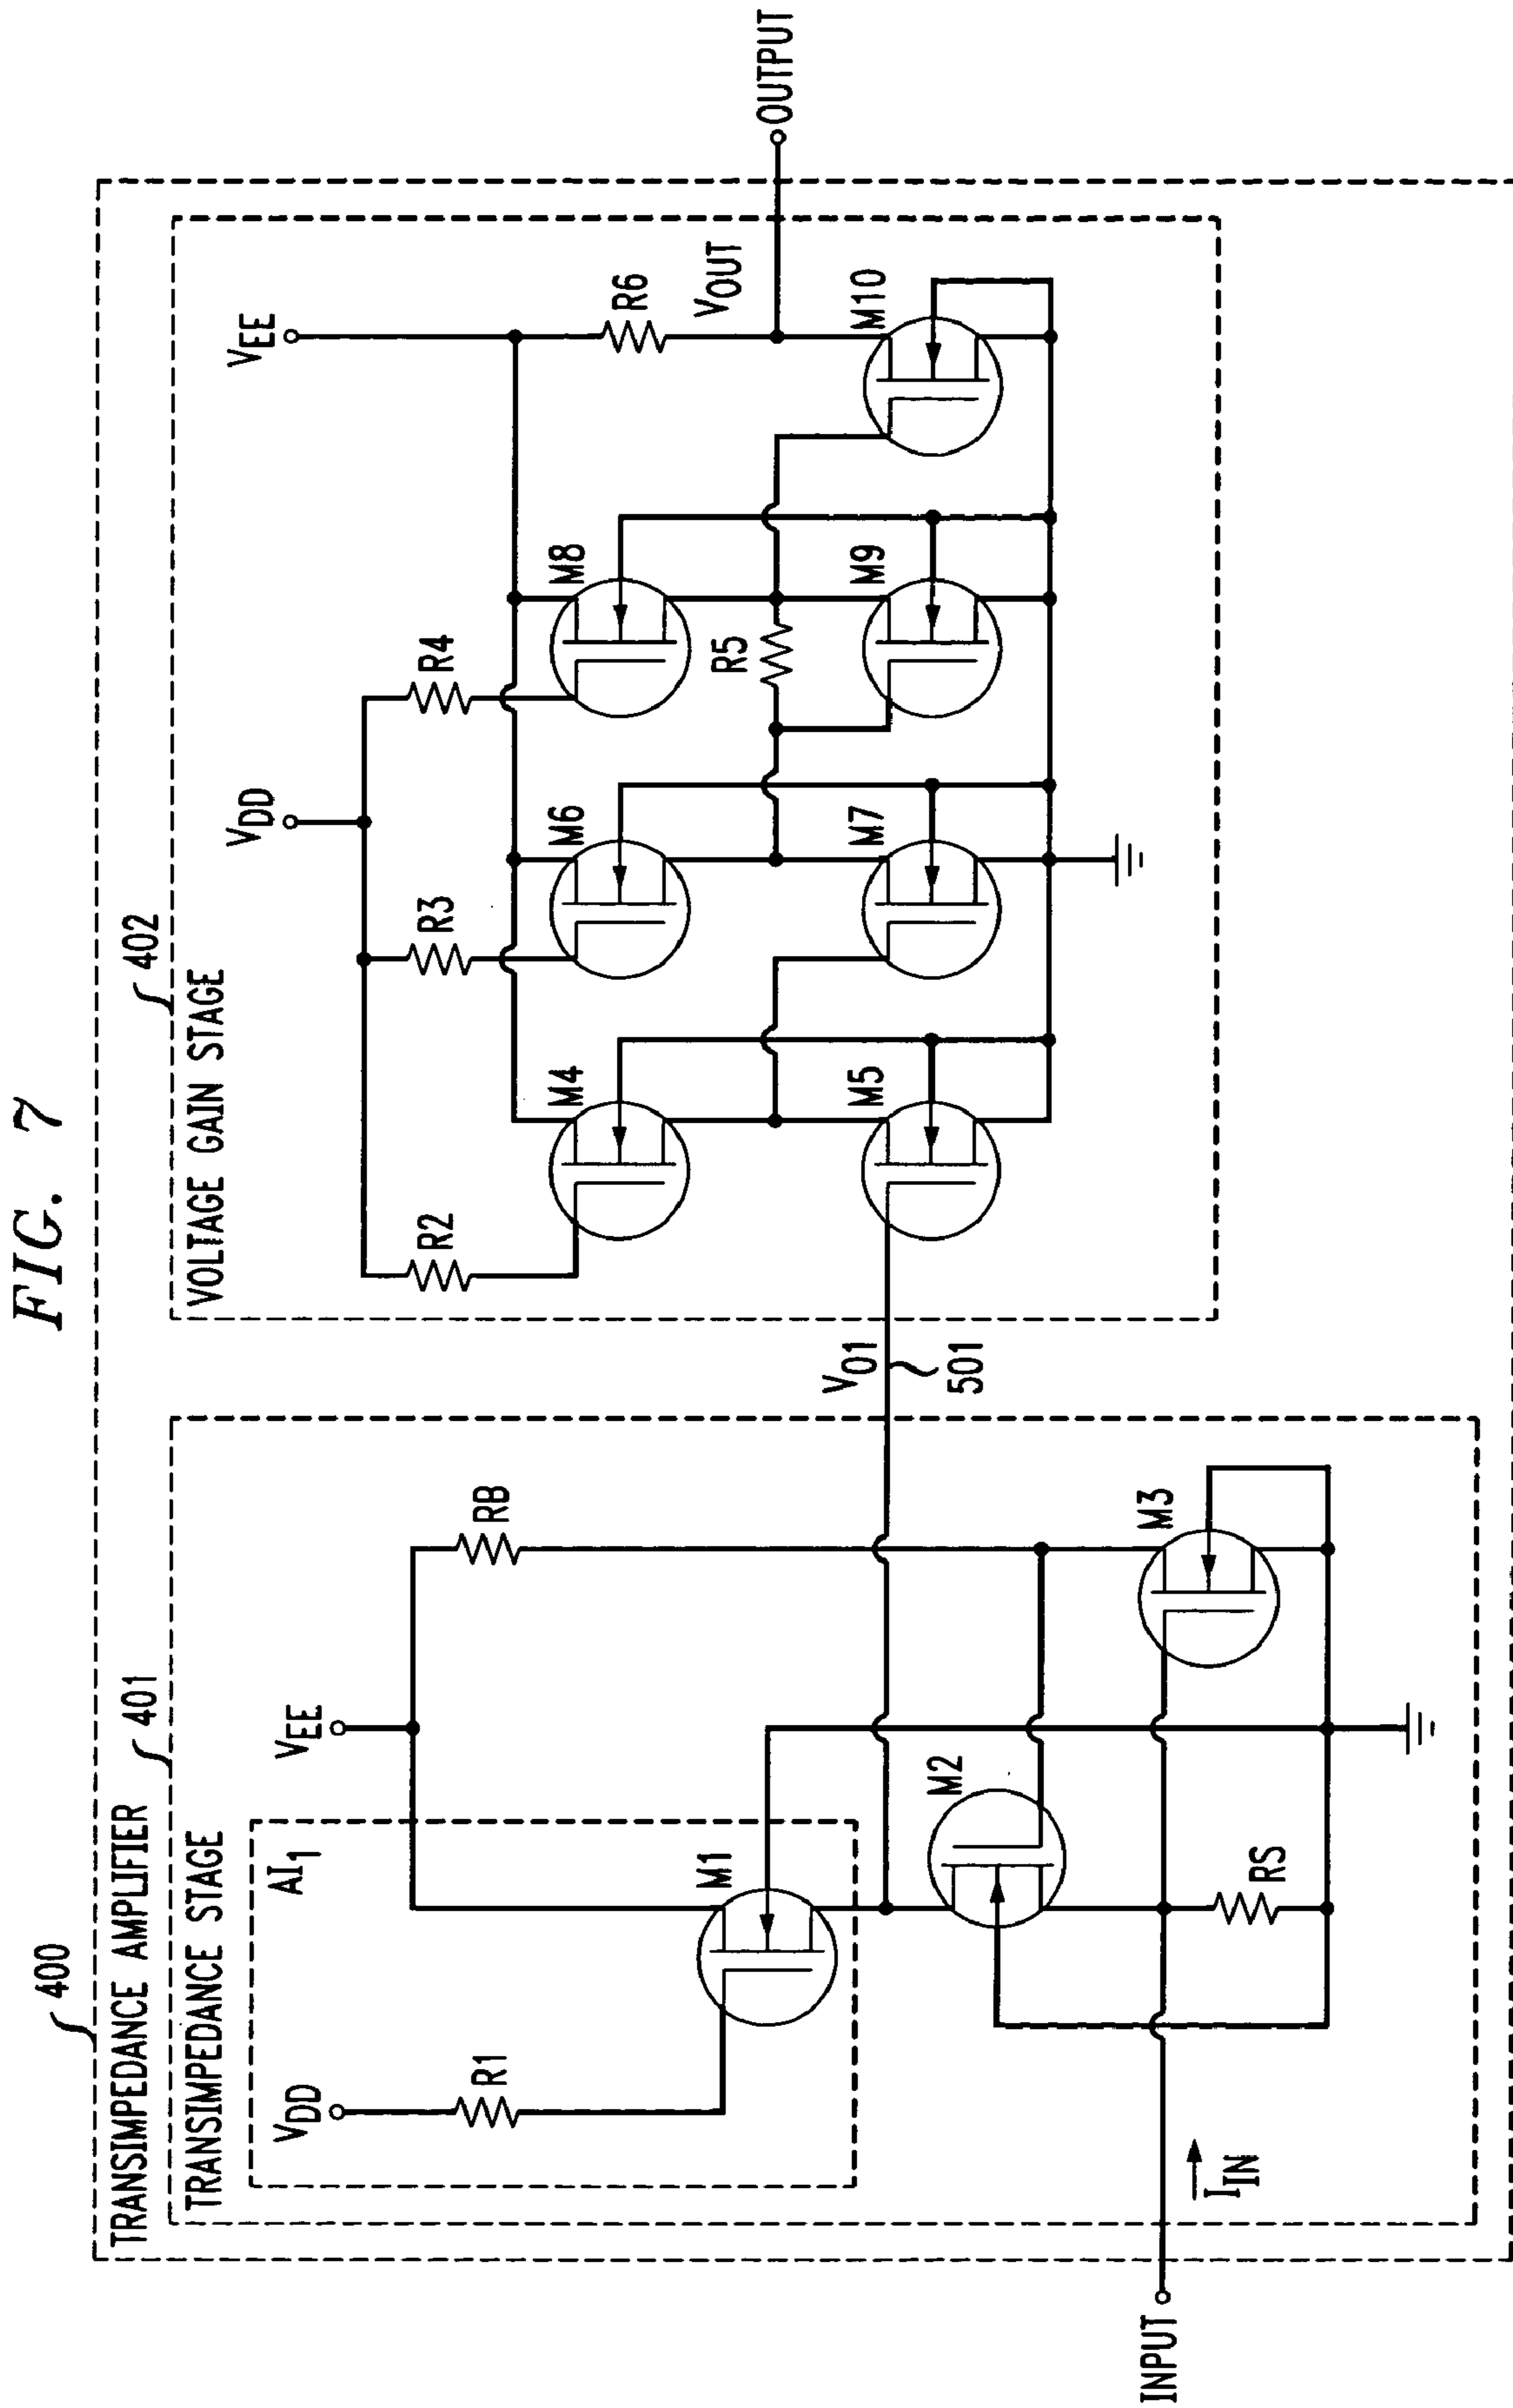 FIG. 7
400
TRANSIMPEDANCE AMPLIFIER
401
TRANSIMPEDANCE STAGE
AI1
VDD
R1
M1
VEE
RB
M2
M3
RS
INPUT
IIN
VO1
501
402
VOLTAGE GAIN STAGE
VDD
VEE
R2
R3
R4
M4
M6
M8
R6
R5
VOUT
OUTPUT
M5
M7
M9
M10